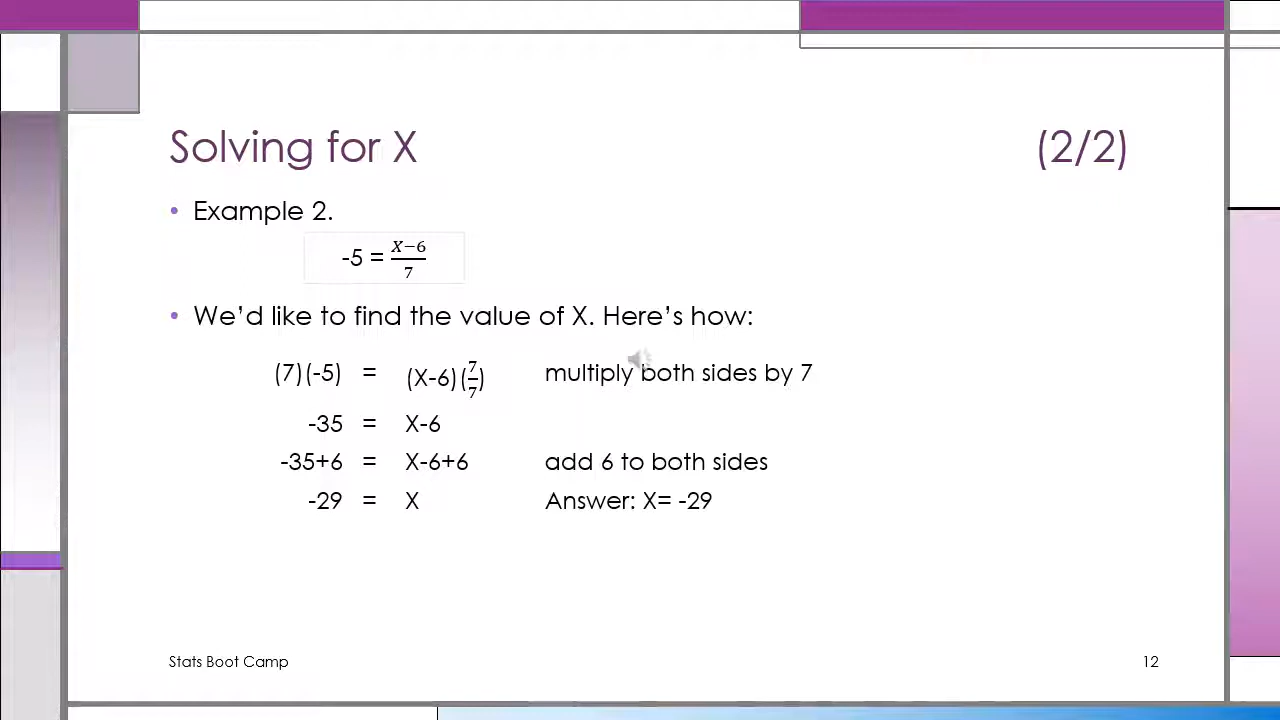 Solving for X (2/2)
• Example 2.
-5 = \frac{X−6}{7}
• We’d like to find the value of X. Here’s how:
(7)(-5) = (X-6)(\frac{7}{7}) multiply both sides by 7
-35 = X-6
-35+6 = X-6+6 add 6 to both sides
-29 = X Answer: X= -29
Stats Boot Camp 12